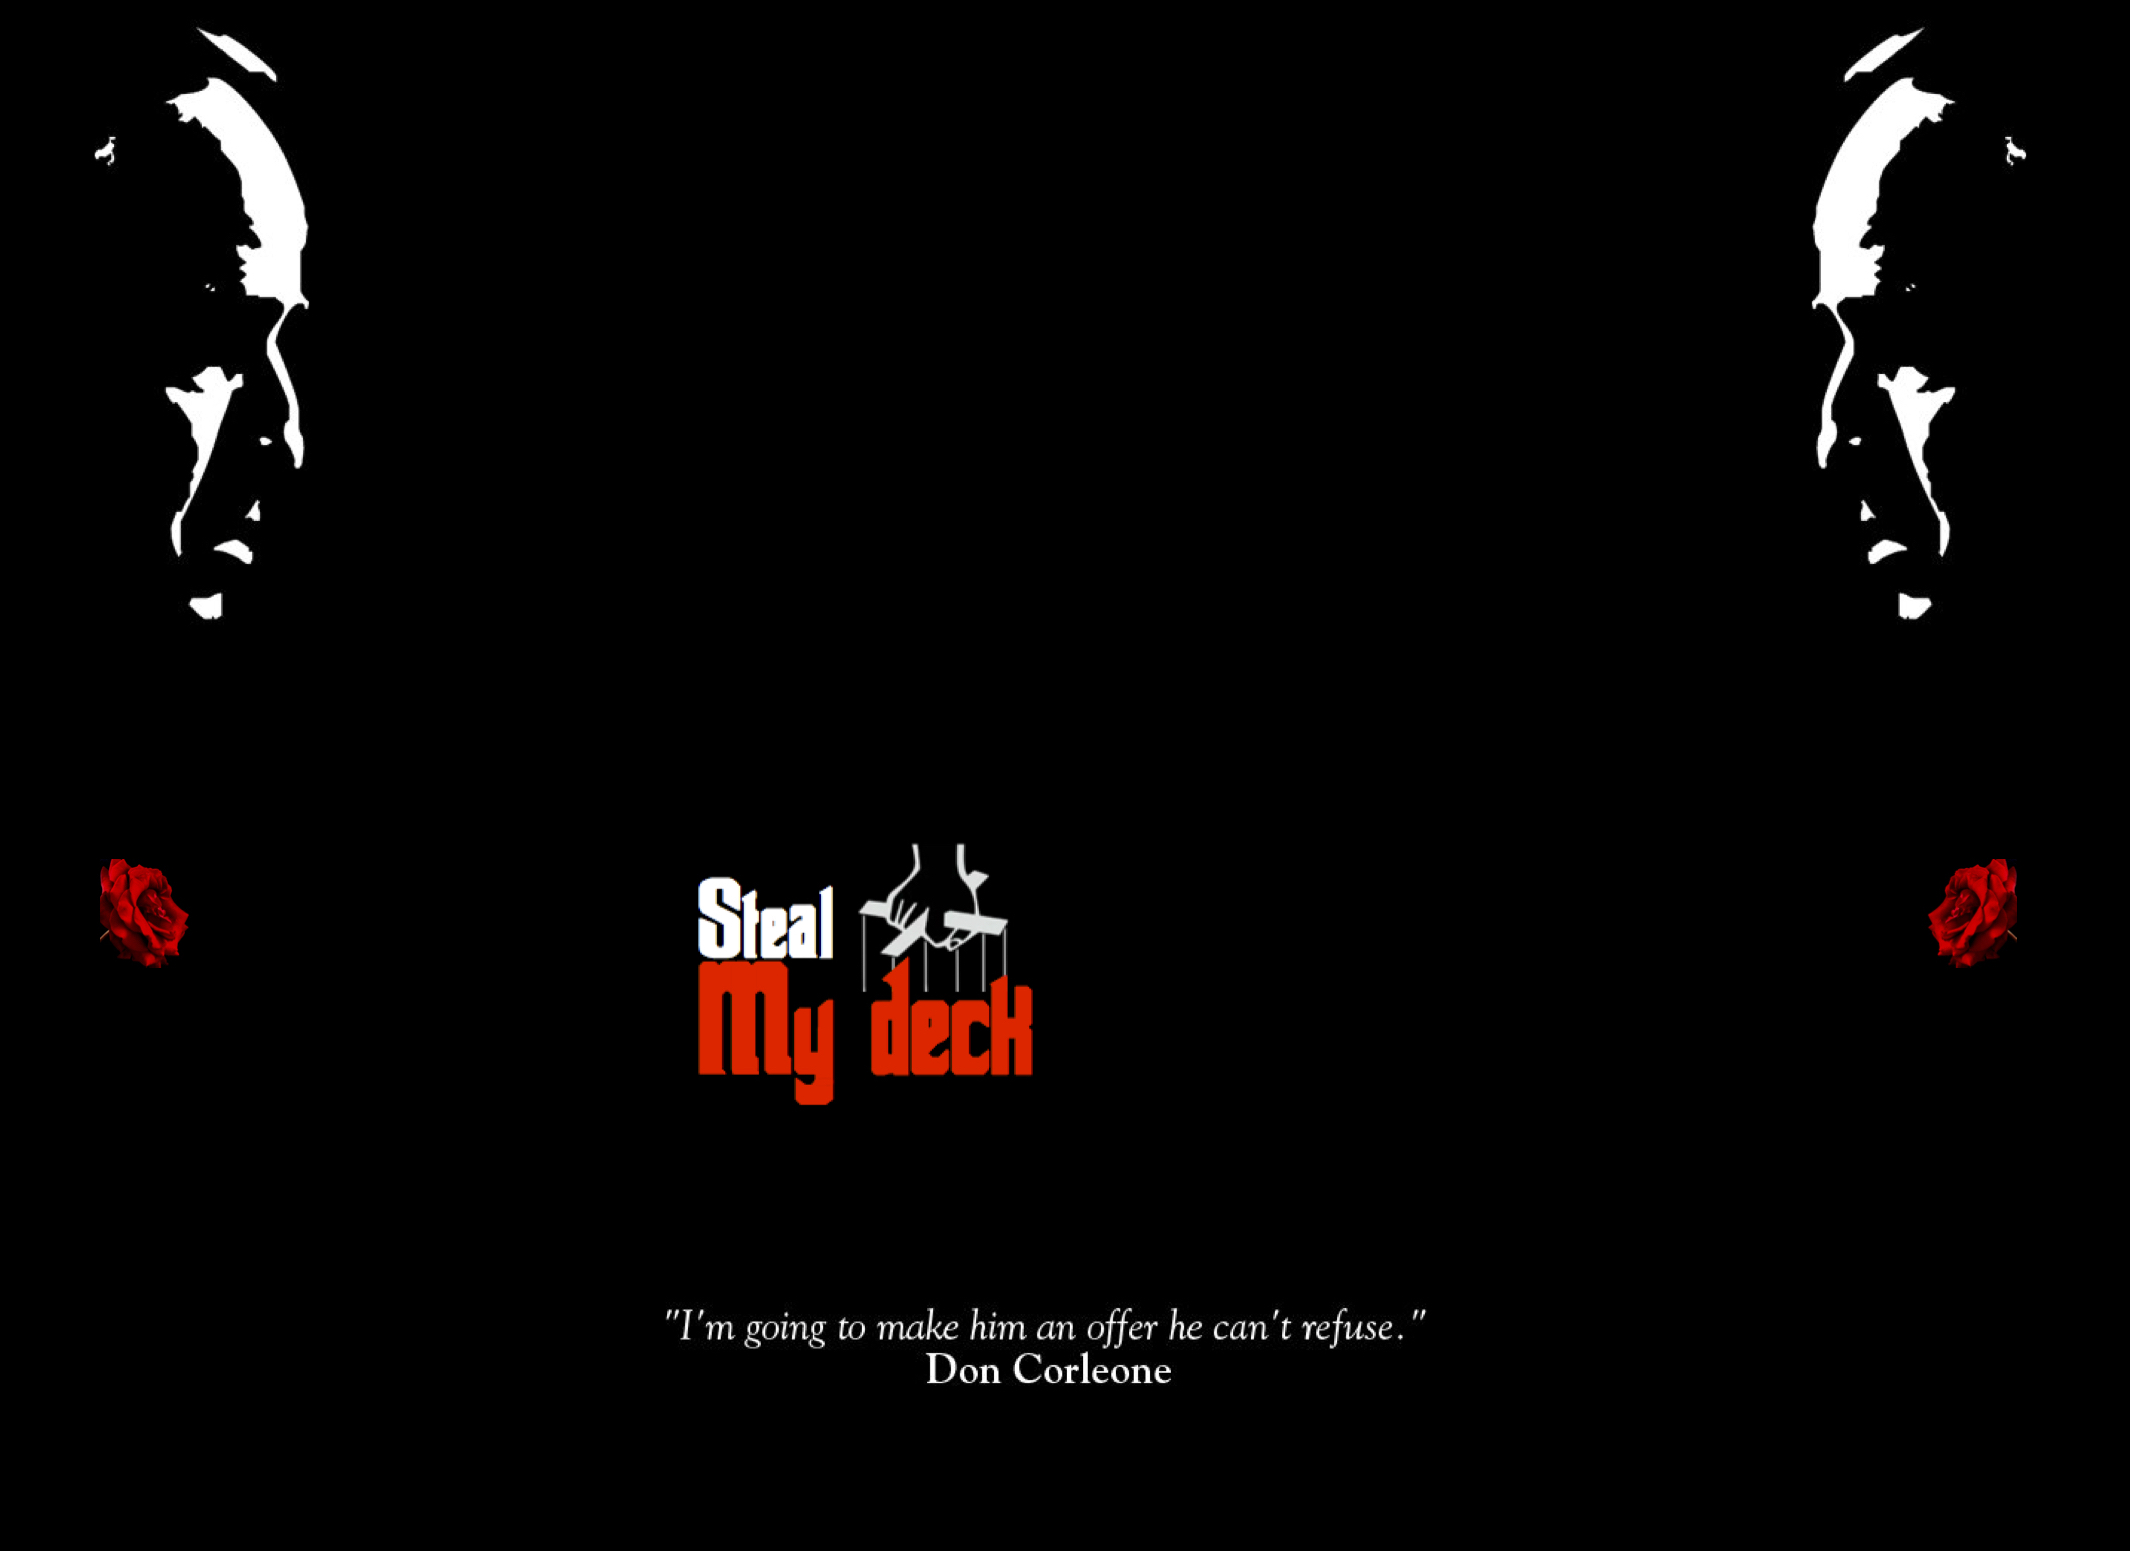 Steal
My deck
"I'm going to make him an offer he can't refuse."
Don Corleone